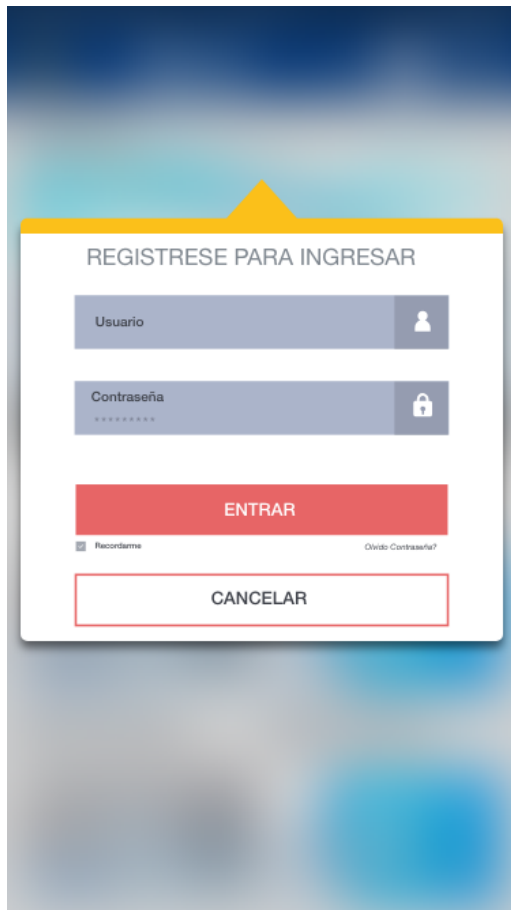 REGISTRESE PARA INGRESAR
Usuario
Contraseña
*********
ENTRAR
Recordarme
Olvido Contraseña?
CANCELAR